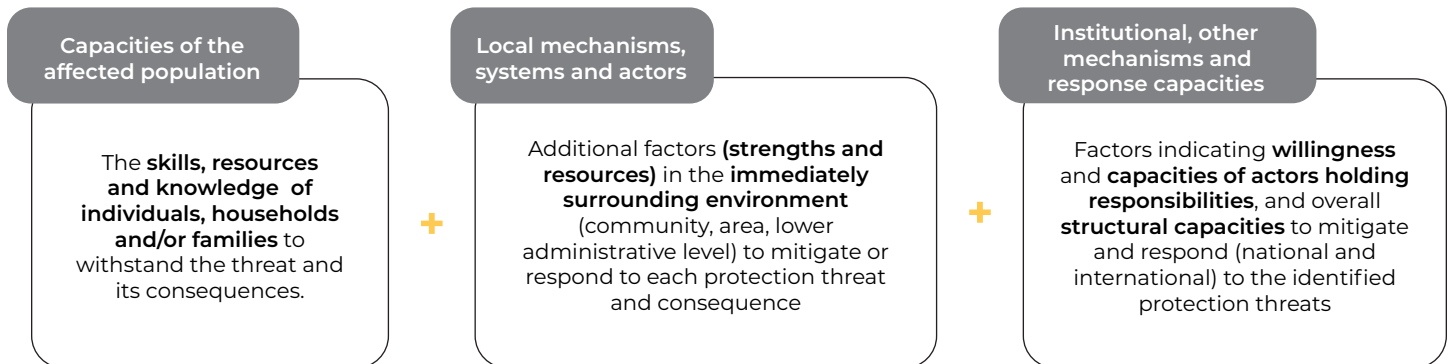 Capacities of the
affected population
The skills, resources
and knowledge of
individuals, households
and/or families to
withstand the threat and
its consequences.
+
Local mechanisms,
systems and actors
Additional factors (strengths and
resources) in the immediately
surrounding environment
(community, area, lower
administrative level) to mitigate or
respond to each protection threat
and consequence
+
Institutional, other
mechanisms and
response capacities
Factors indicating willingness
and capacities of actors holding
responsibilities, and overall
structural capacities to mitigate
and respond (national and
international) to the identified
protection threats